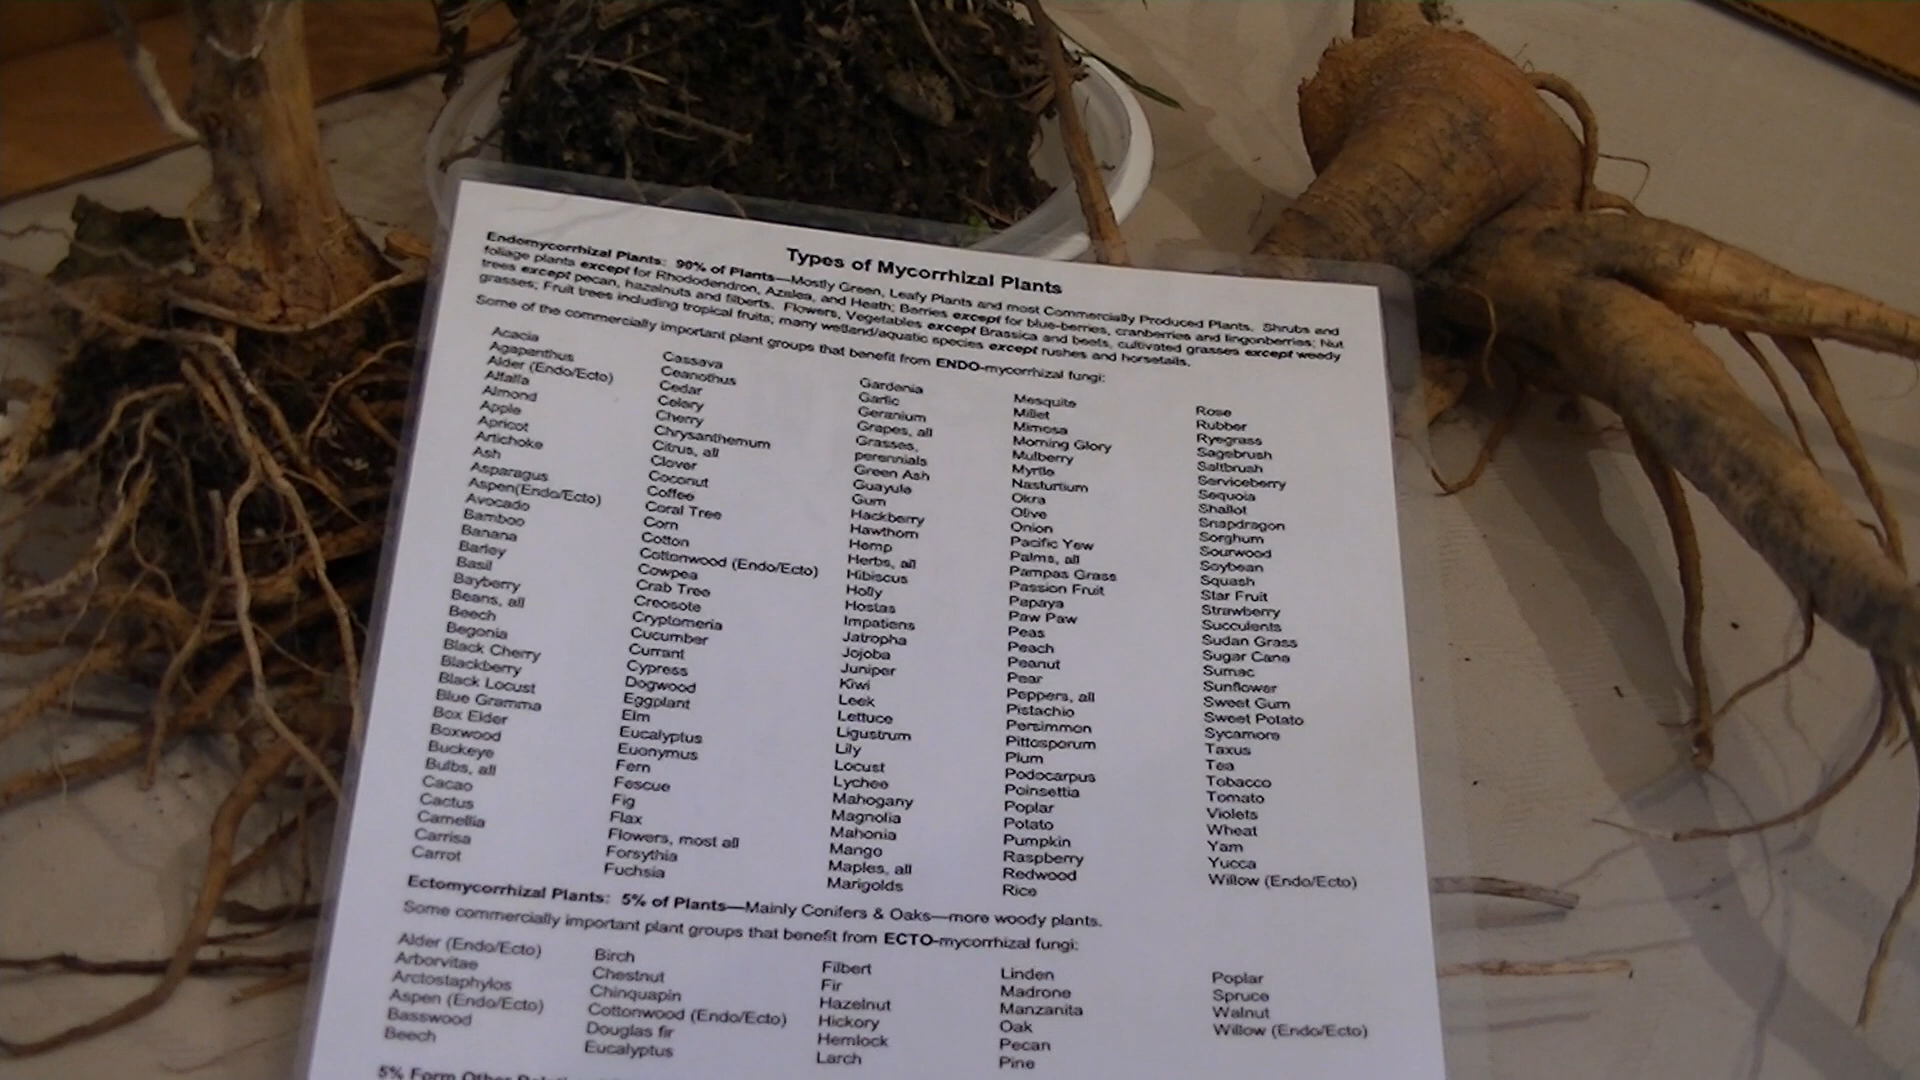 Types of Mycorrhizal Plants
Endomycorrhizal Plants: 90% of Plants—Mostly Green, Leafy Plants and most Commercially Produced Plants. Shrubs and
foliage plants except for Rhododendron, Azalea, and Heath; Berries except for blue-berries, cranberries and lingonberries; Nut
trees except pecan, hazelnuts and filberts. Flowers, Vegetables except Brassica and beets, cultivated grasses except weedy
grasses; Fruit trees including tropical fruits; many wetland/aquatic species except rushes and horsetails.
Some of the commercially important plant groups that benefit from ENDO-mycorrhizal fungi:
Acacia
Agapanthus
Alder (Endo/Ecto)
Alfalfa
Almond
Apple
Apricot
Artichoke
Ash
Asparagus
Aspen(Endo/Ecto)
Avocado
Bamboo
Banana
Barley
Basil
Bayberry
Beans, all
Beech
Begonia
Black Cherry
Blackberry
Black Locust
Blue Gramma
Box Elder
Boxwood
Buckeye
Bulbs, all
Cacao
Cactus
Camellia
Carrisa
Carrot
Cassava
Ceanothus
Cedar
Celery
Cherry
Chrysanthemum
Citrus, all
Clover
Coconut
Coffee
Coral Tree
Corn
Cotton
Cottonwood (Endo/Ecto)
Cowpea
Crab Tree
Creosote
Cryptomeria
Cucumber
Currant
Cypress
Dogwood
Eggplant
Elm
Eucalyptus
Euonymus
Fern
Fescue
Fig
Flax
Flowers, most all
Forsythia
Fuchsia
Gardenia
Garlic
Geranium
Grapes, all
Grasses,
perennials
Green Ash
Guayule
Gum
Hackberry
Hawthorn
Hemp
Herbs, all
Hibiscus
Holly
Hostas
Impatiens
Jatropha
Jojoba
Juniper
Kiwi
Leek
Lettuce
Ligustrum
Lily
Locust
Lychee
Mahogany
Magnolia
Mahonia
Mango
Maples, all
Marigolds
Mesquite
Millet
Mimosa
Morning Glory
Mulberry
Myrtle
Nasturtium
Okra
Olive
Onion
Pacific Yew
Palms, all
Pampas Grass
Passion Fruit
Papaya
Paw Paw
Peas
Peach
Peanut
Pear
Peppers, all
Pistachio
Persimmon
Pittosporum
Plum
Podocarpus
Poinsettia
Poplar
Potato
Pumpkin
Raspberry
Redwood
Rice
Rose
Rubber
Ryegrass
Sagebrush
Saltbrush
Serviceberry
Sequoia
Shallot
Snapdragon
Sorghum
Sourwood
Soybean
Squash
Star Fruit
Strawberry
Succulents
Sudan Grass
Sugar Cane
Sumac
Sunflower
Sweet Gum
Sweet Potato
Sycamore
Taxus
Tea
Tobacco
Tomato
Violets
Wheat
Yam
Yucca
Willow (Endo/Ecto)
Ectomycorrhizal Plants: 5% of Plants—Mainly Conifers & Oaks—more woody plants.
Some commercially important plant groups that benefit from ECTO-mycorrhizal fungi:
Alder (Endo/Ecto)
Arborvitae
Arctostaphylos
Aspen (Endo/Ecto)
Basswood
Beech
Birch
Chestnut
Chinquapin
Cottonwood (Endo/Ecto)
Douglas fir
Eucalyptus
Filbert
Fir
Hazelnut
Hickory
Hemlock
Larch
Linden
Madrone
Manzanita
Oak
Pecan
Pine
Poplar
Spruce
Walnut
Willow (Endo/Ecto)
5% Form Other